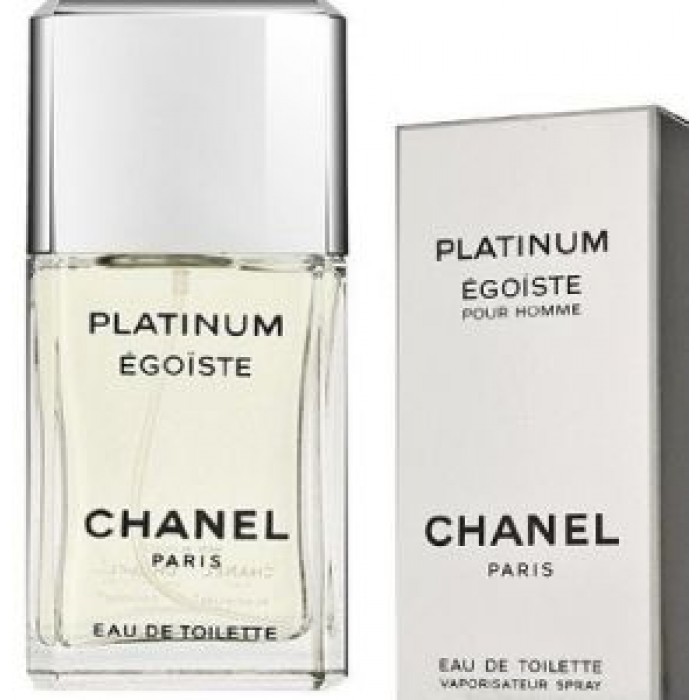 PLATINUM
ÉGOÏSTE
CHANEL
PARIS
EAU DE TOILETTE
PLATINUM
ÉGOÏSTE
POUR HOMME
CHANEL
PARIS
EAU DE TOILETTE
VAPORISATEUR SPRAY